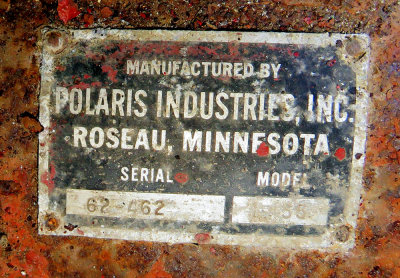 MANUFACTURED BY
POLARIS INDUSTRIES, INC.
ROSEAU, MINNESOTA
SERIAL MODEL
62 462